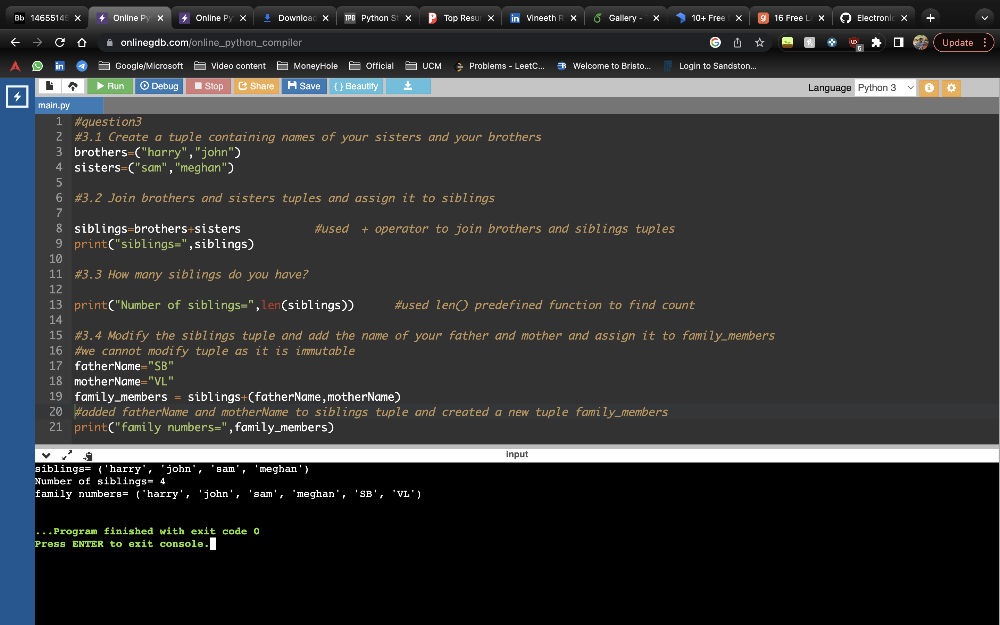 Bb 14655145 Online Py Online Py Download TPG Python St Top Resum in Vineeth R Gallery - 10+ Free 16 Free La Electronic
onlinegdb.com/online_python_compiler 5 Update
in Google/Microsoft Video content MoneyHole Official UCM Problems - LeetC... Welcome to Bristo... Login to Sandston...
Run Debug Stop Share Save { } Beautify Language Python 3
main.py
1 #question3
2 #3.1 Create a tuple containing names of your sisters and your brothers
3 brothers=("harry","john")
4 sisters=("sam","meghan")
5
6 #3.2 Join brothers and sisters tuples and assign it to siblings
7
8 siblings=brothers+sisters #used + operator to join brothers and siblings tuples
9 print("siblings=",siblings)
10
11 #3.3 How many siblings do you have?
12
13 print("Number of siblings=",len(siblings)) #used len() predefined function to find count
14
15 #3.4 Modify the siblings tuple and add the name of your father and mother and assign it to family_members
16 #we cannot modify tuple as it is immutable
17 fatherName="SB"
18 motherName="VL"
19 family_members = siblings+(fatherName,motherName)
20 #added fatherName and motherName to siblings tuple and created a new tuple family_members
21 print("family numbers=",family_members)
input
siblings= ('harry', 'john', 'sam', 'meghan')
Number of siblings= 4
family numbers= ('harry', 'john', 'sam', 'meghan', 'SB', 'VL')
...Program finished with exit code 0
Press ENTER to exit console.